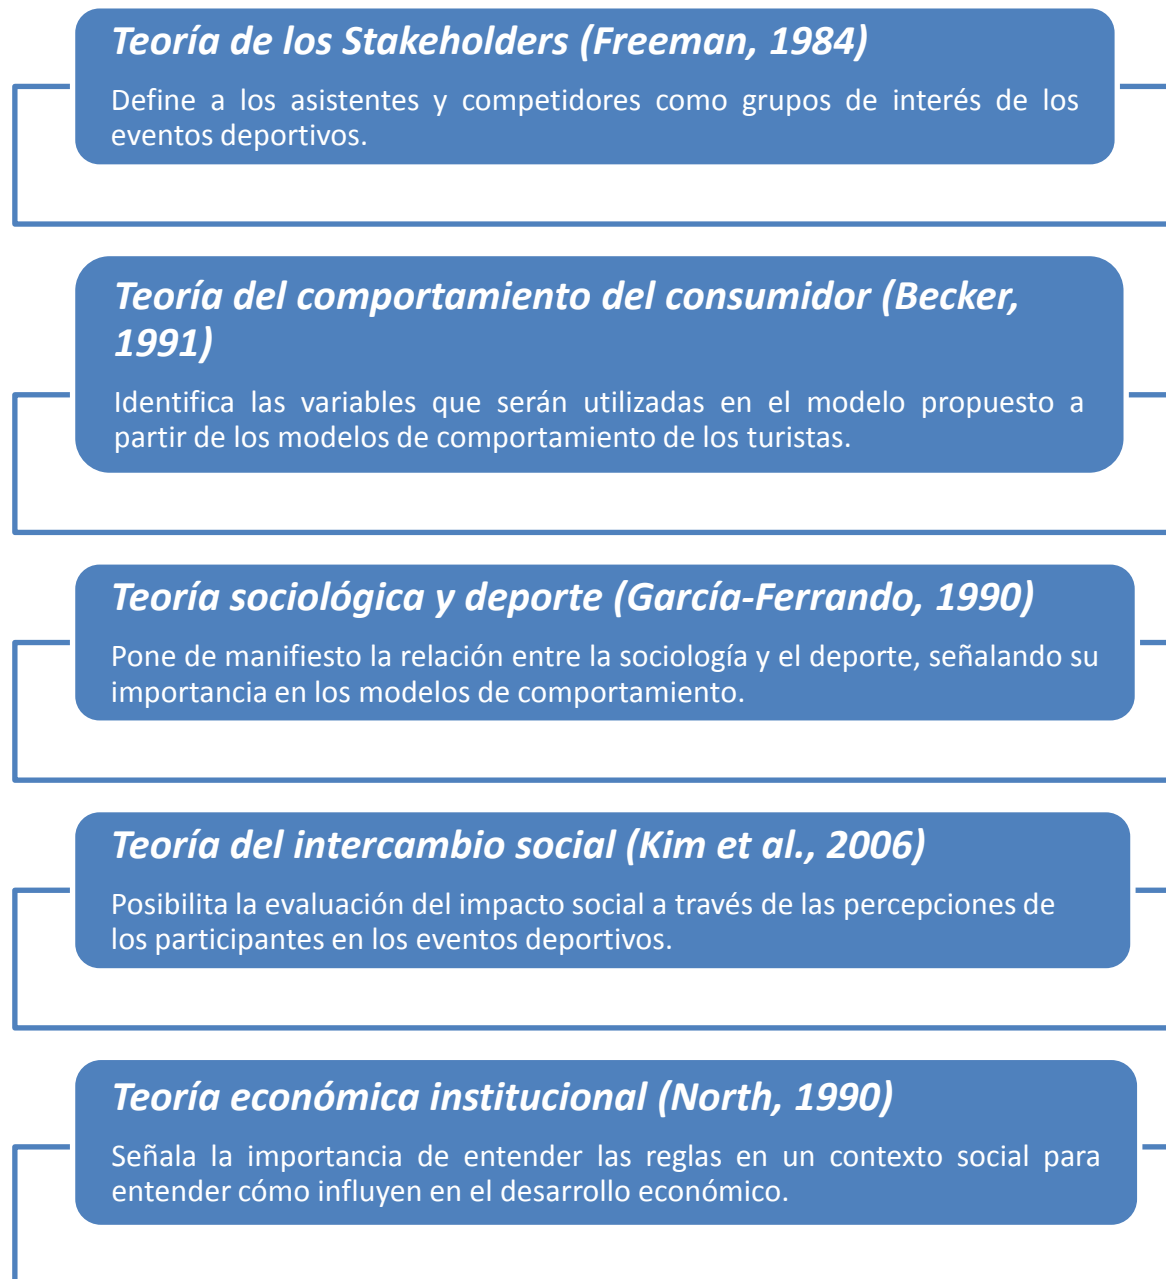 Teoría de los Stakeholders (Freeman, 1984)
Define a los asistentes y competidores como grupos de interés de los
eventos deportivos.
Teoría del comportamiento del consumidor (Becker,
1991)
Identifica las variables que serán utilizadas en el modelo propuesto a
partir de los modelos de comportamiento de los turistas.
Teoría sociológica y deporte (García-Ferrando, 1990)
Pone de manifiesto la relación entre la sociología y el deporte, señalando su
importancia en los modelos de comportamiento.
Teoría del intercambio social (Kim et al., 2006)
Posibilita la evaluación del impacto social a través de las percepciones de
los participantes en los eventos deportivos.
Teoría económica institucional (North, 1990)
Señala la importancia de entender las reglas en un contexto social para
entender cómo influyen en el desarrollo económico.